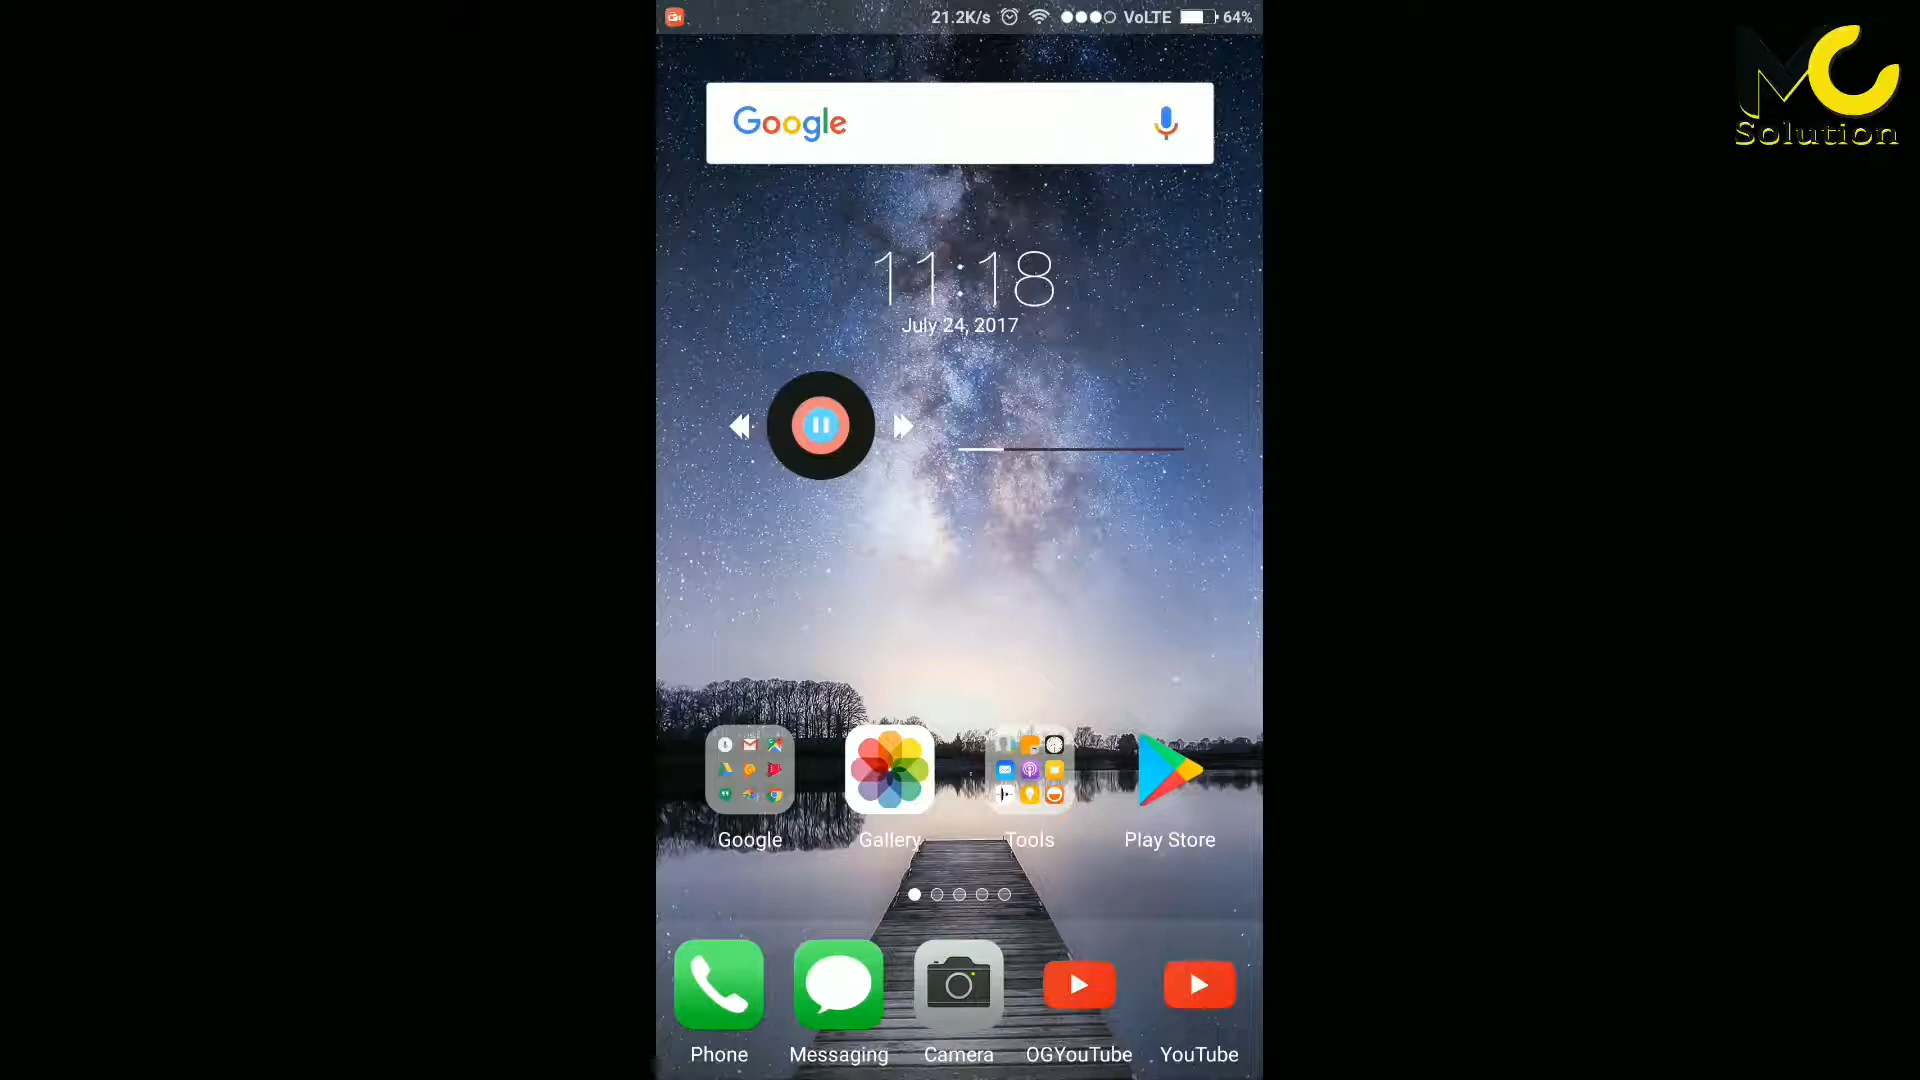 21.2K/s VoLTE 64%
MC
Solution
Google
11:18
July 24, 2017
Google Gallery Tools Play Store
Phone Messaging Camera OGYouTube YouTube